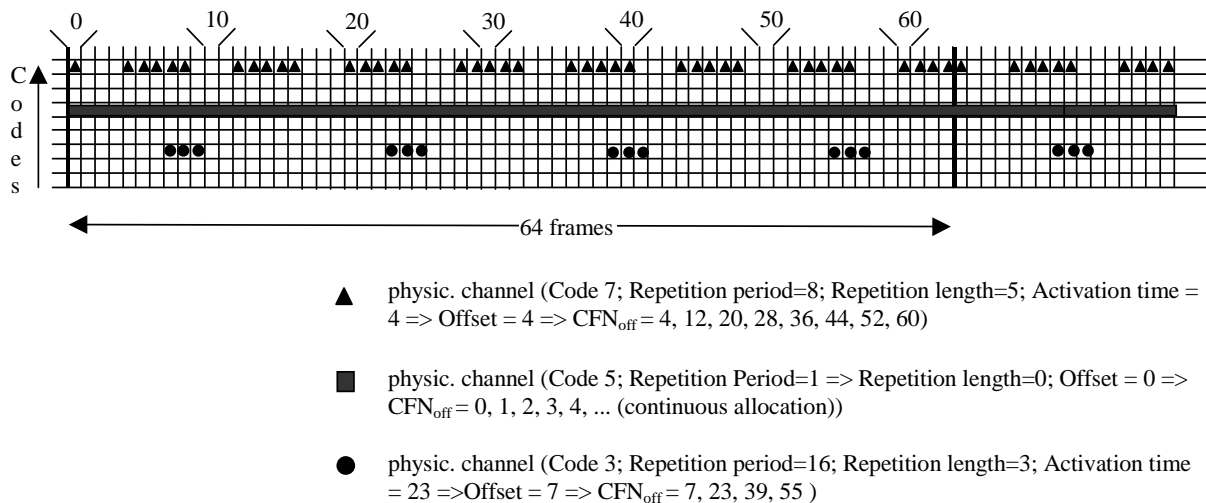 0 10 20 30 40 50 60
C
o
d
e
s
64 frames
physic. channel (Code 7; Repetition period=8; Repetition length=5; Activation time =
4 => Offset = 4 => CFNoff = 4, 12, 20, 28, 36, 44, 52, 60)
physic. channel (Code 5; Repetition Period=1 => Repetition length=0; Offset = 0 =>
CFNoff = 0, 1, 2, 3, 4, ... (continuous allocation))
physic. channel (Code 3; Repetition period=16; Repetition length=3; Activation time
= 23 =>Offset = 7 => CFNoff = 7, 23, 39, 55 )